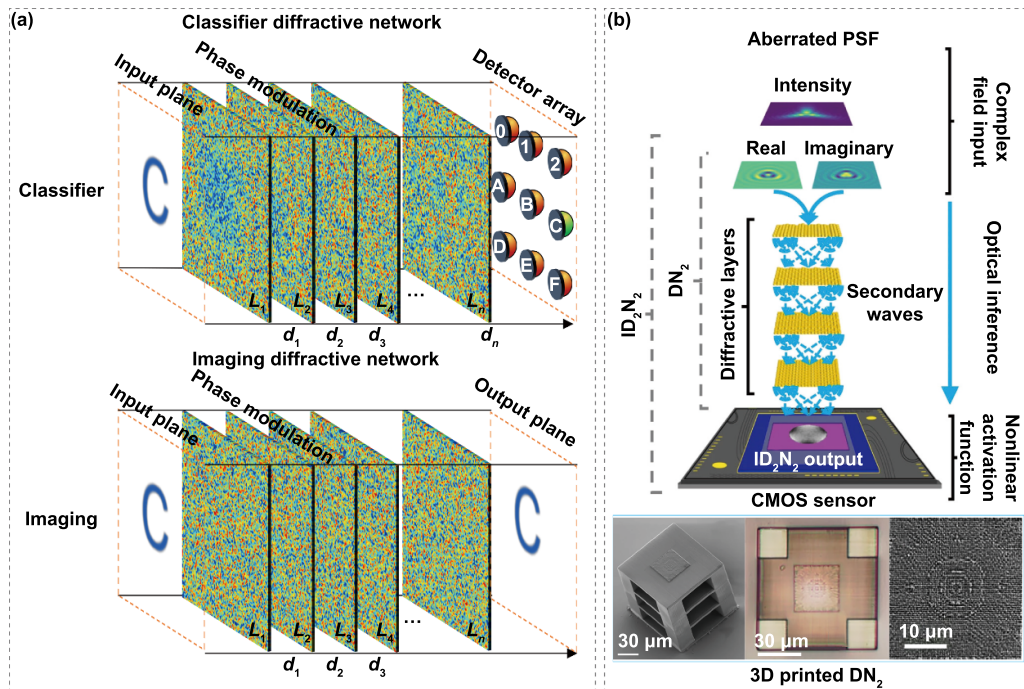 (a)
Classifier diffractive network
Input plane
Phase modulation
Detector array
Classifier
C
0
1
2
A
B
C
D
E
F
L1
L2
L3
L4
...
Ln
d1
d2
d3
dn
Imaging diffractive network
Input plane
Phase modulation
Output plane
Imaging
C
C
L1
L2
L3
L4
...
Ln
d1
d2
d3
(b)
Aberrated PSF
Intensity
Real
Imaginary
Complex
field input
ID2N2
DN2
Diffractive layers
Secondary
waves
Optical inference
ID2N2 output
Nonlinear
activation
function
CMOS sensor
30 μm
30 μm
10 μm
3D printed DN2